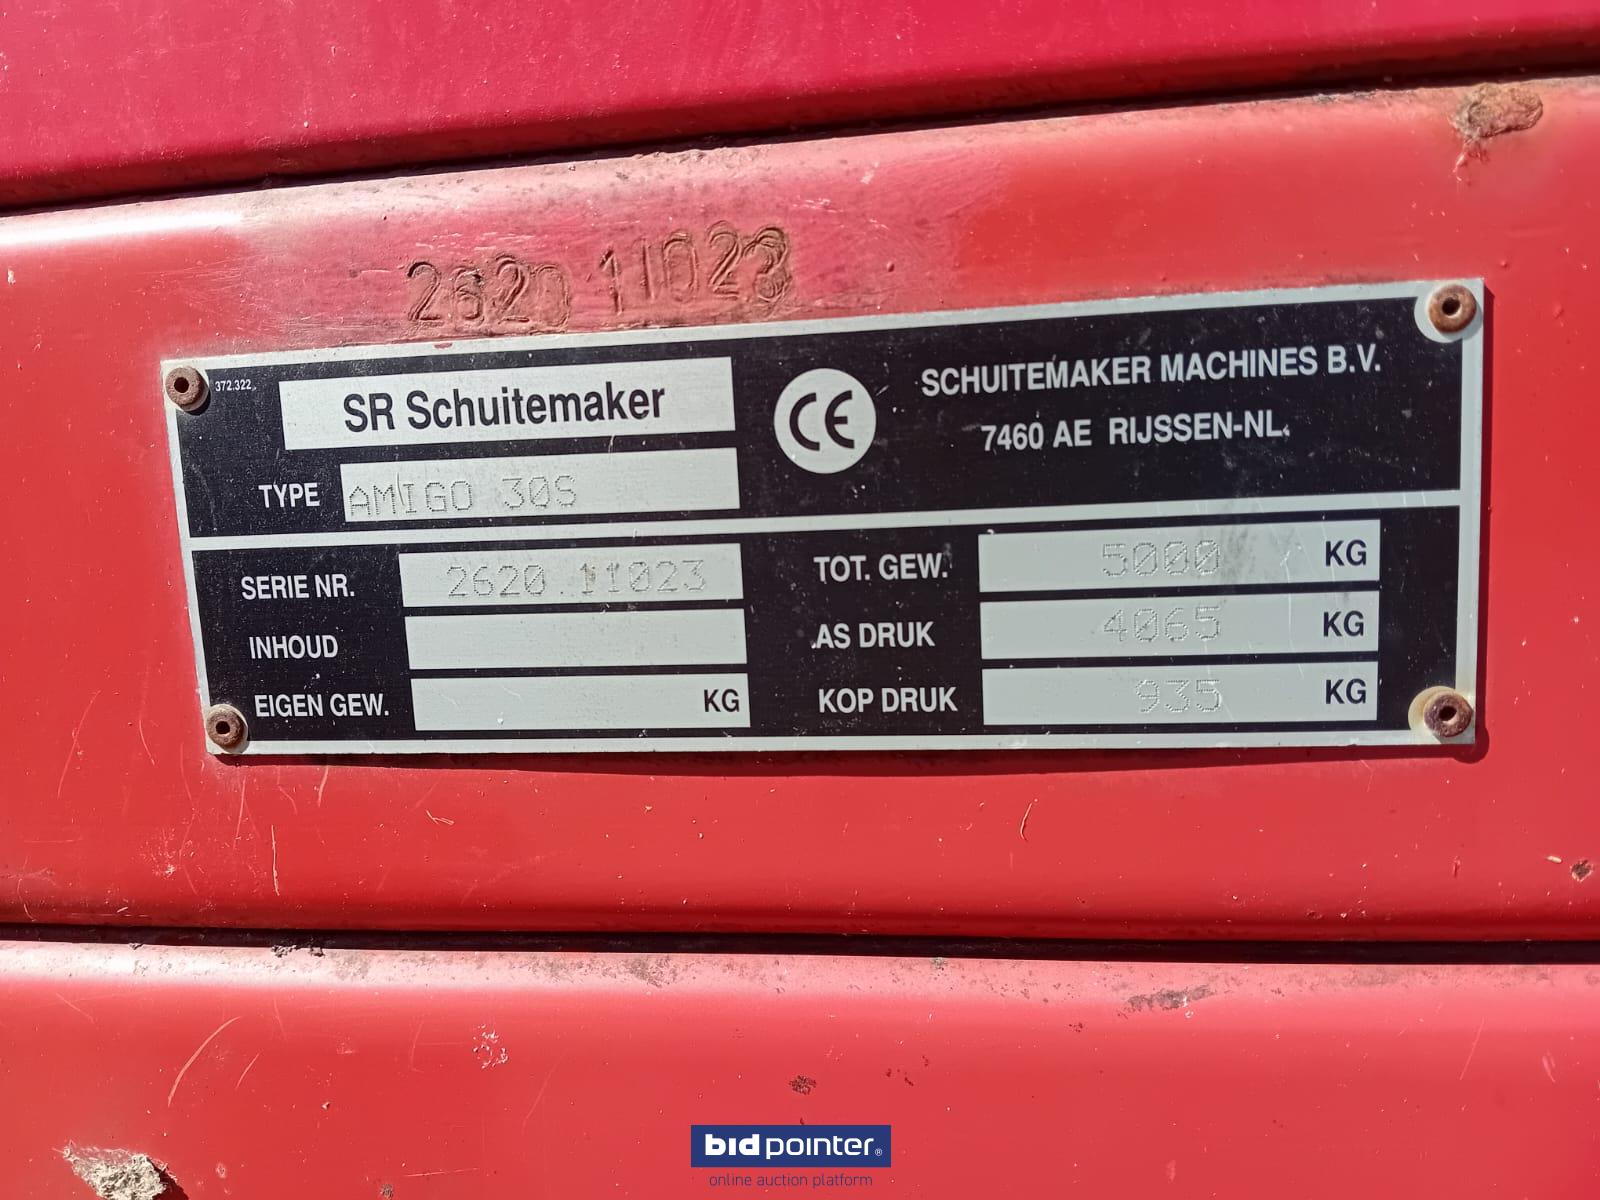 2620 11023
372.322
SR Schuitemaker
TYPE AMIGO 30S
CE
SCHUITEMAKER MACHINES B.V.
7460 AE RIJSSEN-NL.
SERIE NR. 2620 11023
INHOUD
EIGEN GEW. KG
TOT. GEW. 5000 KG
AS DRUK 4065 KG
KOP DRUK 935 KG
bidpointer®
online auction platform